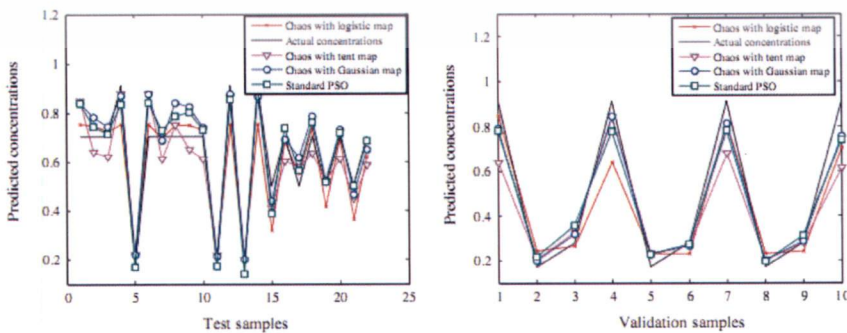 1.2
1
0.8
0.6
0.4
0.2
Predicted concentrations
0
5
10
15
20
25
Test samples
Chaos with logistic map
Actual concentrations
Chaos with tent map
Chaos with Gaussian map
Standard PSO
1.2
1
0.8
0.6
0.4
0.2
Predicted concentrations
1
2
3
4
5
6
7
8
9
10
Validation samples
Chaos with logistic map
Actual concentrations
Chaos with tent map
Chaos with Gaussian map
Standard PSO